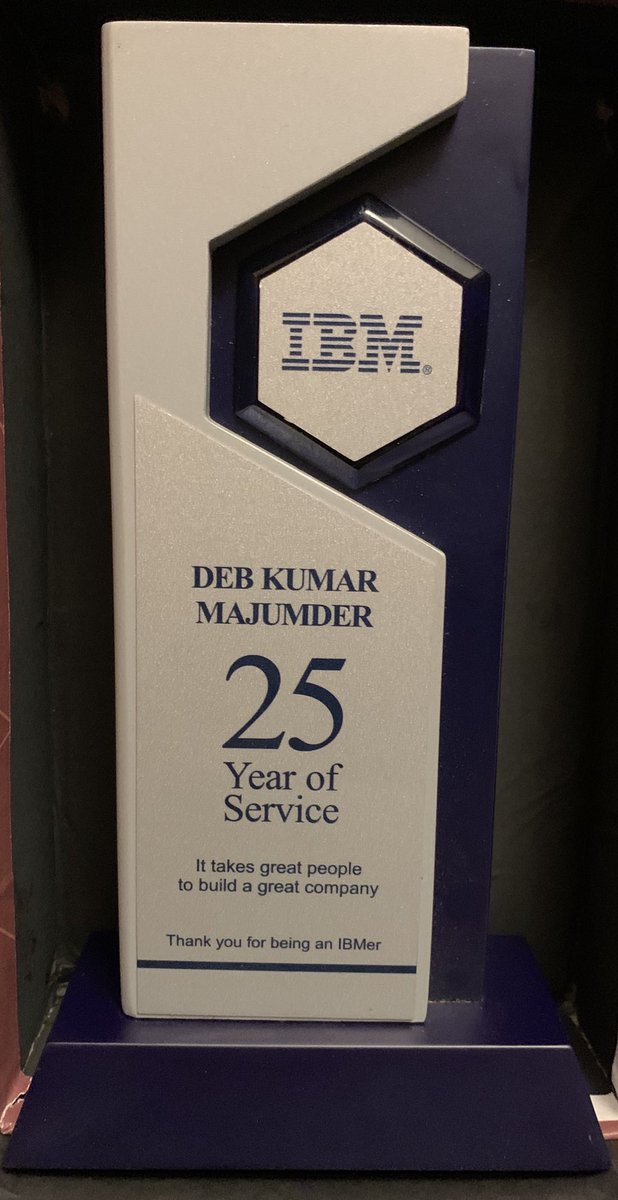 IBM®
DEB KUMAR
MAJUMDER
25
Year of
Service
It takes great people
to build a great company
Thank you for being an IBMer